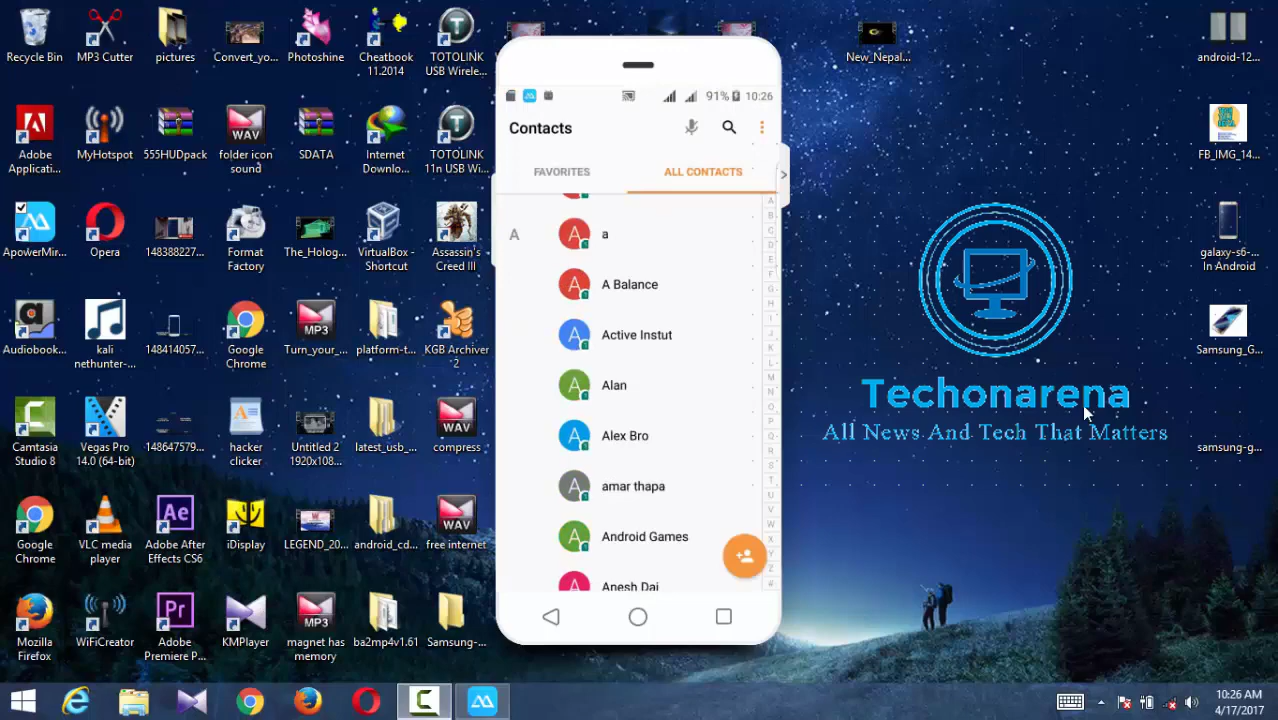 Recycle Bin
MP3 Cutter
pictures
Convert_yo...
Photoshine
Cheatbook
11.2014
TOTOLINK
USB Wirele...
New_Nepal...
android-12...
Adobe
Applicati...
MyHotspot
555HUDpack
folder icon
sound
SDATA
Internet
Downlo...
TOTOLINK
11n USB Wi...
FB_IMG_14...
ApowerMir...
Opera
148388227...
Format
Factory
The_Holog...
VirtualBox -
Shortcut
Assassin's
Creed III
galaxy-s6-...
In Android
Audiobook...
kali
nethunter-...
148414057...
Google
Chrome
Turn_your_...
platform-t...
KGB Archiver
2
Samsung_G...
Camtasia
Studio 8
Vegas Pro
14.0 (64-bit)
148647579...
hacker
clicker
Untitled 2
1920x108...
latest_usb_...
compress
samsung-g...
Google
Chrome
VLC media
player
Adobe After
Effects CS6
iDisplay
LEGEND_20...
android_cd...
free internet
Mozilla
Firefox
WiFiCreator
Adobe
Premiere P...
KMPlayer
magnet has
memory
ba2mp4v1.61
Samsung-...
91% 10:26
Contacts
FAVORITES
ALL CONTACTS
A
A a
A A Balance
A Active Instut
A Alan
A Alex Bro
A amar thapa
A Android Games
A Anesh Dai
A
B
C
D
E
F
G
H
I
J
K
L
M
N
O
P
Q
R
S
T
U
V
W
X
Y
Z
#
Techonarena
All News And Tech That Matters
10:26 AM
4/17/2017